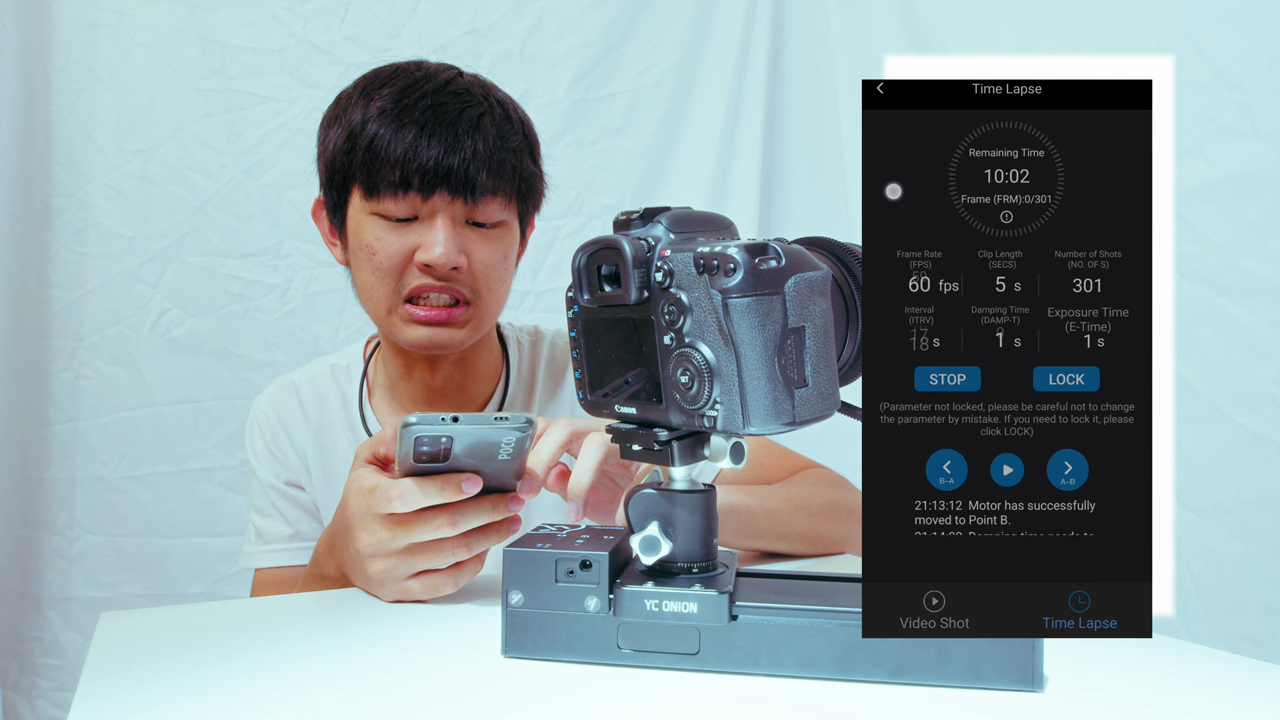 Time Lapse
Remaining Time
10:02
Frame (FRM):0/301
Frame Rate
(FPS)
Clip Length
(SECS)
Number of Shots
(NO. OF S)
60 fps
5 s
301
Interval
(ITRV)
Damping Time
(DAMP-T)
Exposure Time
(E-Time)
17
18 s
1 s
1 s
STOP
LOCK
(Parameter not locked, please be careful not to change
the parameter by mistake. If you need to lock it, please
click LOCK)
B–A
A–B
21:13:12 Motor has successfully
moved to Point B.
Video Shot
Time Lapse
SET
Canon
POCO
YC ONION